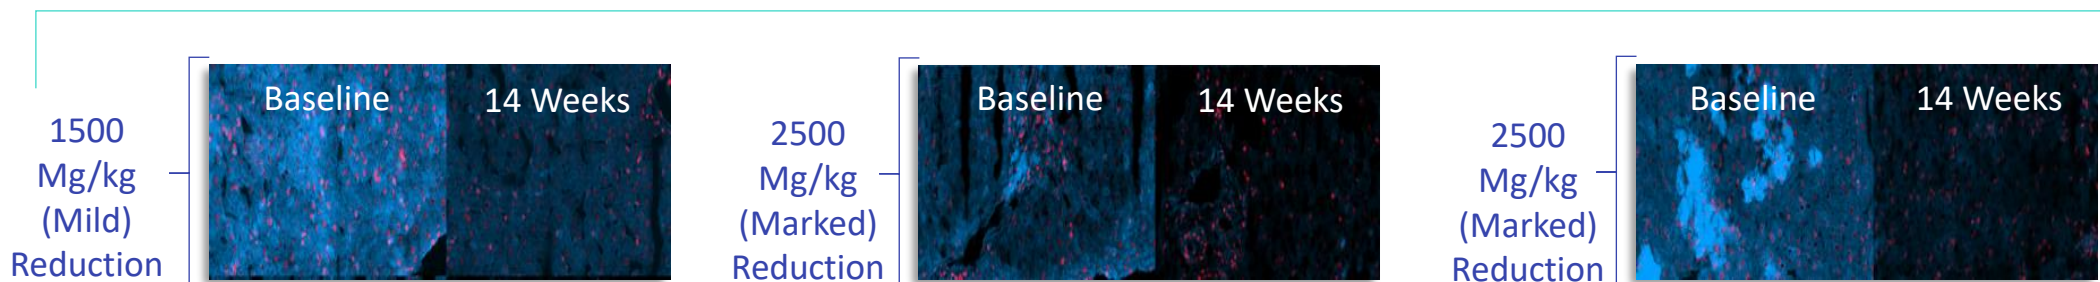 1500
Mg/kg
(Mild)
Reduction
Baseline
14 Weeks
2500
Mg/kg
(Marked)
Reduction
Baseline
14 Weeks
2500
Mg/kg
(Marked)
Reduction
Baseline
14 Weeks